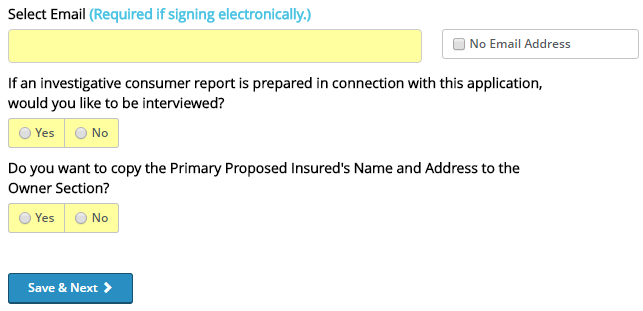 Select Email (Required if signing electronically.)
No Email Address
If an investigative consumer report is prepared in connection with this application,
would you like to be interviewed?
Yes No
Do you want to copy the Primary Proposed Insured's Name and Address to the
Owner Section?
Yes No
Save & Next